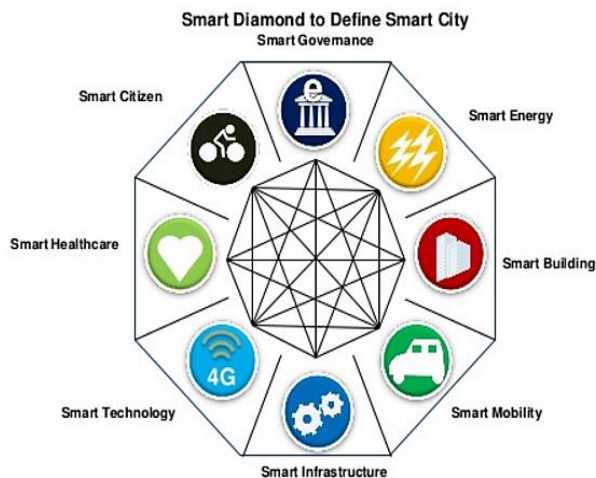 Smart Diamond to Define Smart City
Smart Governance
Smart Citizen
Smart Energy
Smart Healthcare
Smart Building
4G
Smart Technology
Smart Mobility
Smart Infrastructure